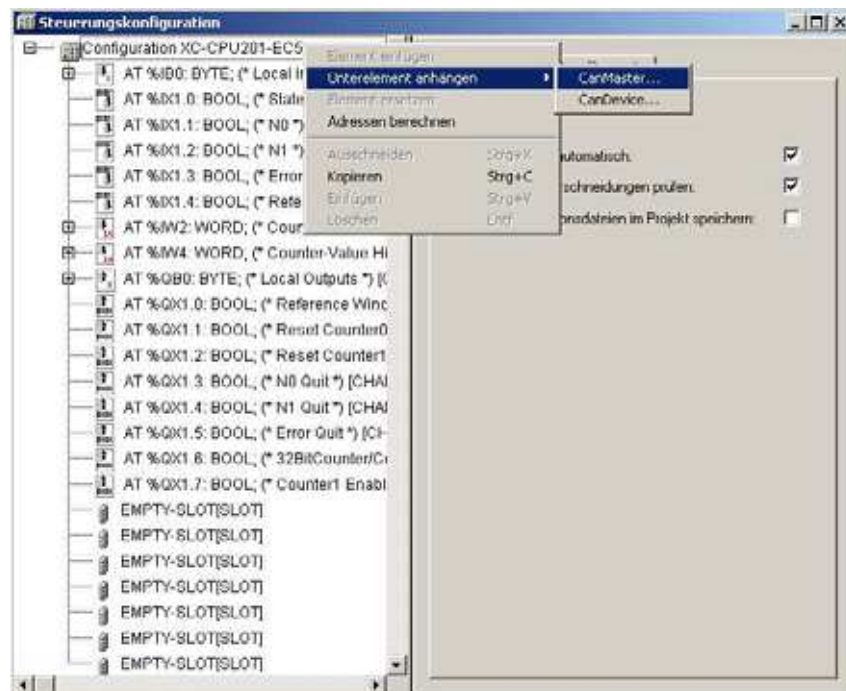 Steuerungskonfiguration
Configuration XC-CPU201-EC5
AT %IB0: BYTE; (* Local I
AT %IX1.0: BOOL; (* State
AT %IX1.1: BOOL; (* N0 *)
AT %IX1.2: BOOL; (* N1 *)
AT %IX1.3: BOOL; (* Error
AT %IX1.4: BOOL; (* Refe
AT %IW2: WORD; (* Cour
AT %IW4: WORD; (* Counter-Value Hi
AT %QB0: BYTE; (* Local Outputs *) [C
AT %QX1.0: BOOL; (* Reference Winc
AT %QX1.1: BOOL; (* Reset Counter0
AT %QX1.2: BOOL; (* Reset Counter1
AT %QX1.3: BOOL; (* N0 Quit *) [CHA
AT %QX1.4: BOOL; (* N1 Quit *) [CHA
AT %QX1.5: BOOL; (* Error Quit *) [CH
AT %QX1.6: BOOL; (* 32BitCounter/C
AT %QX1.7: BOOL; (* Counter1 Enabl
EMPTY-SLOT[SLOT]
EMPTY-SLOT[SLOT]
EMPTY-SLOT[SLOT]
EMPTY-SLOT[SLOT]
EMPTY-SLOT[SLOT]
EMPTY-SLOT[SLOT]
EMPTY-SLOT[SLOT]
Element einfügen
Unterelement anhängen
Element ersetzen
Adressen berechnen
Ausschneiden Strg+X
Kopieren Strg+C
Einfügen Strg+V
Löschen Entf
CanMaster...
CanDevice...
automatisch:
schneidungen prüfen:
onsdateien im Projekt speichern: